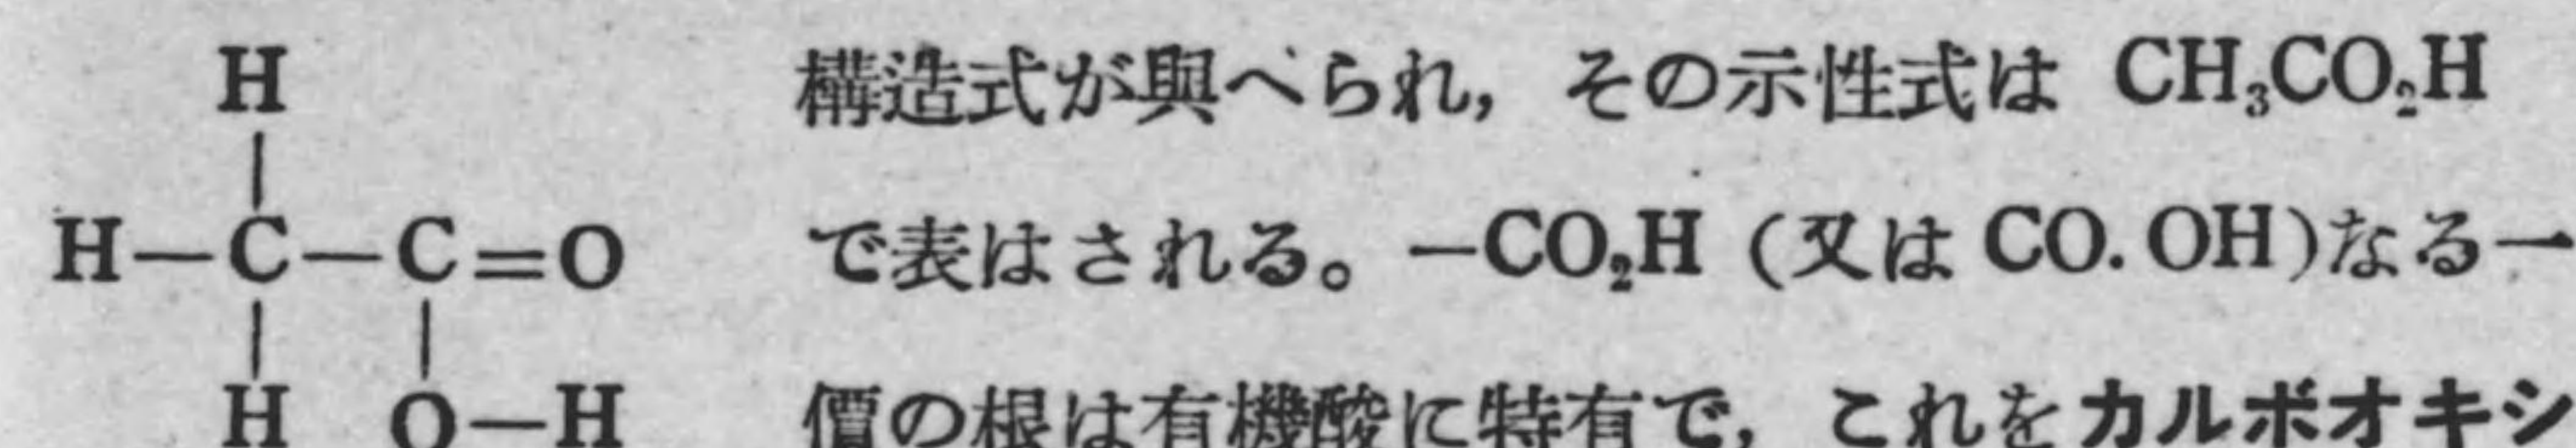 H
H—C—C=O
H O—H
構造式が與へられ，その示性式は CH₃CO₂H
で表はされる。—CO₂H（又は CO.OH）なる一
價の根は有機酸に特有で，これをカルボオキシ